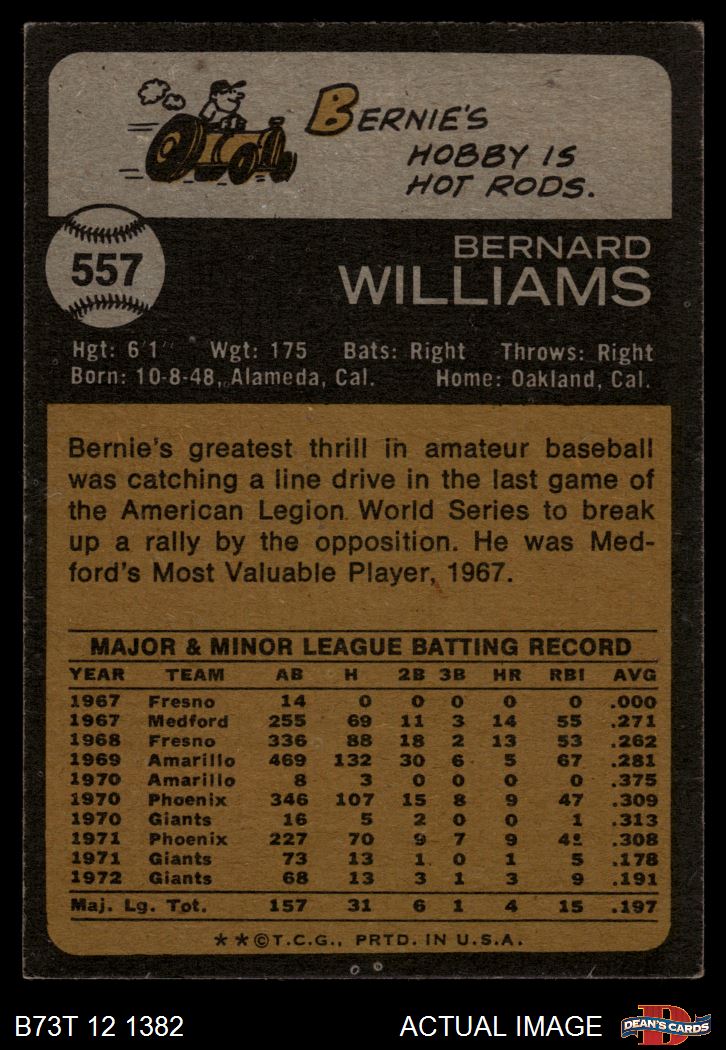 BERNIE'S
HOBBY IS
HOT RODS.
557
BERNARD
WILLIAMS
Hgt: 6'1" Wgt: 175 Bats: Right Throws: Right
Born: 10-8-48, Alameda, Cal. Home: Oakland, Cal.
Bernie's greatest thrill in amateur baseball
was catching a line drive in the last game of
the American Legion World Series to break
up a rally by the opposition. He was Med-
ford's Most Valuable Player, 1967.
MAJOR & MINOR LEAGUE BATTING RECORD
YEAR TEAM AB H 2B 3B HR RBI AVG
1967 Fresno 14 0 0 0 0 0 .000
1967 Medford 255 69 11 3 14 55 .271
1968 Fresno 336 88 18 2 13 53 .262
1969 Amarillo 469 132 30 6 5 67 .281
1970 Amarillo 8 3 0 0 0 0 .375
1970 Phoenix 346 107 15 8 9 47 .309
1970 Giants 16 5 2 0 0 1 .313
1971 Phoenix 227 70 9 7 9 .308
1971 Giants 73 13 1 0 1 5 .178
1972 Giants 68 13 3 1 3 9 .191
Maj. Lg. Tot. 157 31 6 1 4 15 .197
**©T.C.G., PRTD. IN U.S.A.
B73T 12 1382 ACTUAL IMAGE
D
DEAN'S CARDS